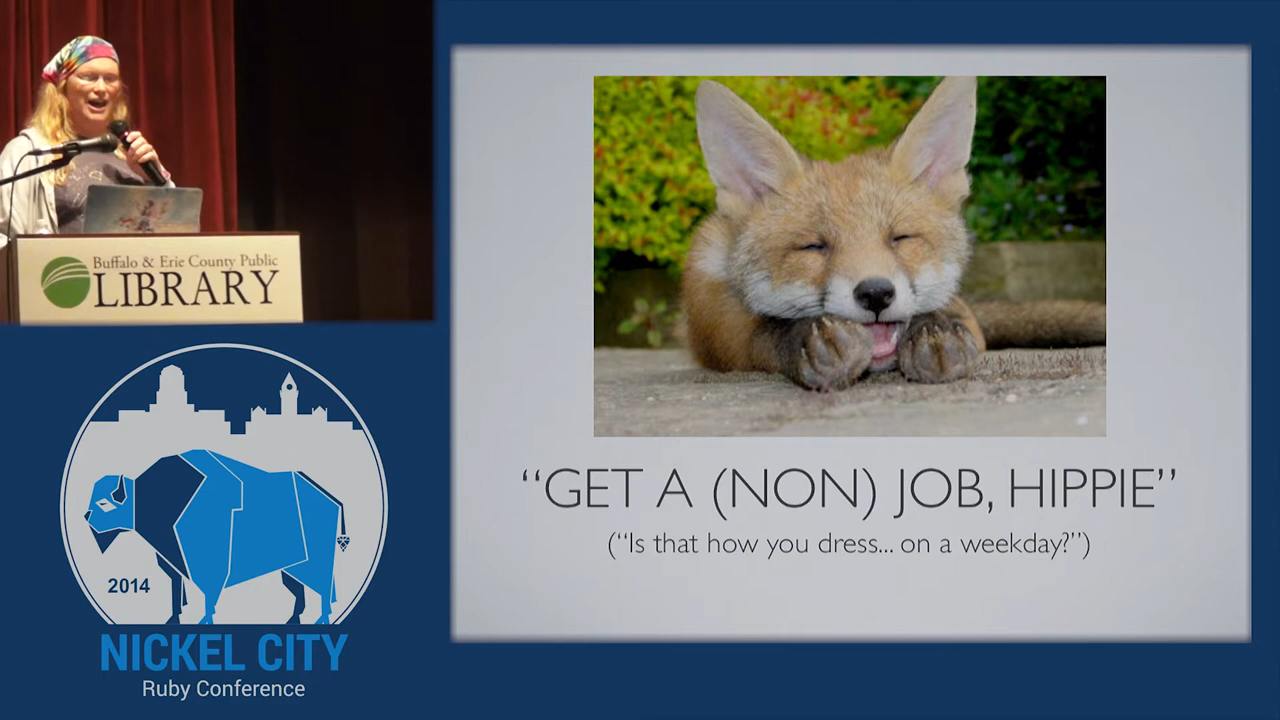 Buffalo & Erie County Public
LIBRARY
2014
NICKEL CITY
Ruby Conference
“GET A (NON) JOB, HIPPIE”
(“Is that how you dress... on a weekday?”)